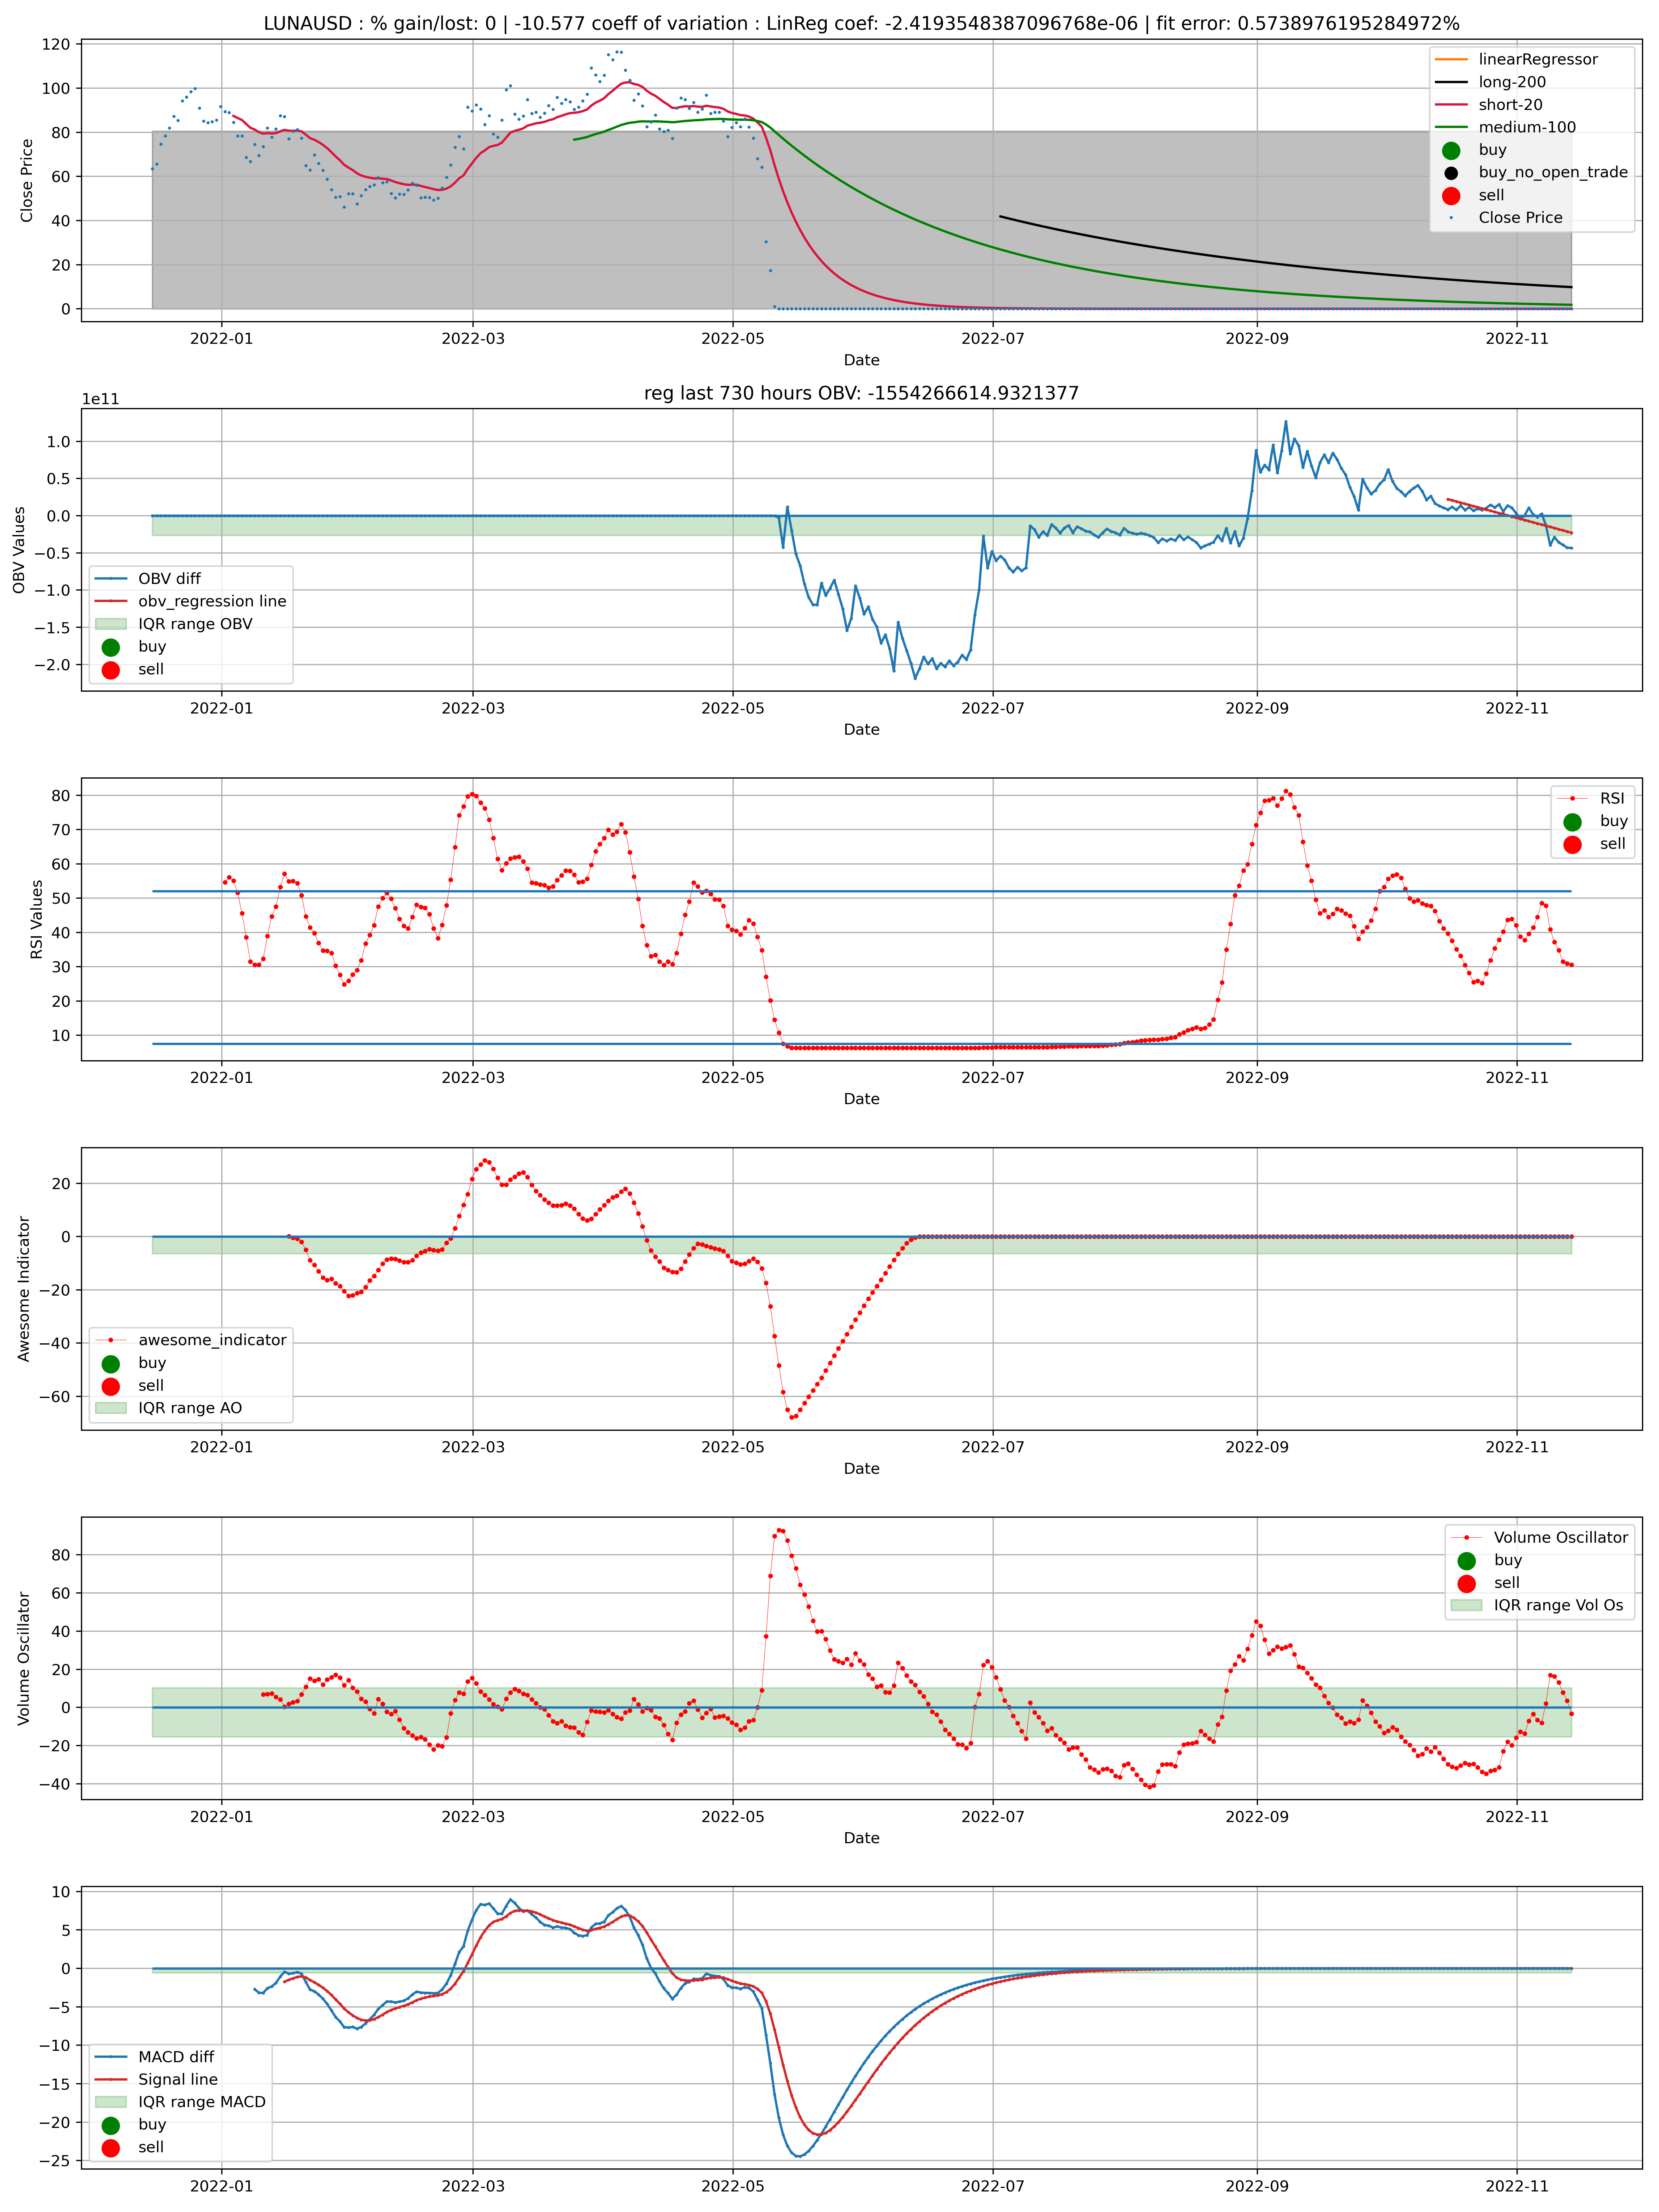 LUNAUSD : % gain/lost: 0 | -10.577 coeff of variation : LinReg coef: -2.4193548387096768e-06 | fit error: 0.5738976195284972%
Close Price
120
100
80
60
40
20
0
linearRegressor
long-200
short-20
medium-100
buy
buy_no_open_trade
sell
Close Price
2022-01 2022-03 2022-05 2022-07 2022-09 2022-11
Date
reg last 730 hours OBV: -1554266614.9321377
1e11
OBV Values
1.0
0.5
0.0
−0.5
−1.0
−1.5
−2.0
OBV diff
obv_regression line
IQR range OBV
buy
sell
2022-01 2022-03 2022-05 2022-07 2022-09 2022-11
Date
RSI Values
80
70
60
50
40
30
20
10
RSI
buy
sell
2022-01 2022-03 2022-05 2022-07 2022-09 2022-11
Date
Awesome Indicator
20
0
−20
−40
−60
awesome_indicator
buy
sell
IQR range AO
2022-01 2022-03 2022-05 2022-07 2022-09 2022-11
Date
Volume Oscillator
80
60
40
20
0
−20
−40
Volume Oscillator
buy
sell
IQR range Vol Os
2022-01 2022-03 2022-05 2022-07 2022-09 2022-11
Date
10
5
0
−5
−10
−15
−20
−25
MACD diff
Signal line
IQR range MACD
buy
sell
2022-01 2022-03 2022-05 2022-07 2022-09 2022-11